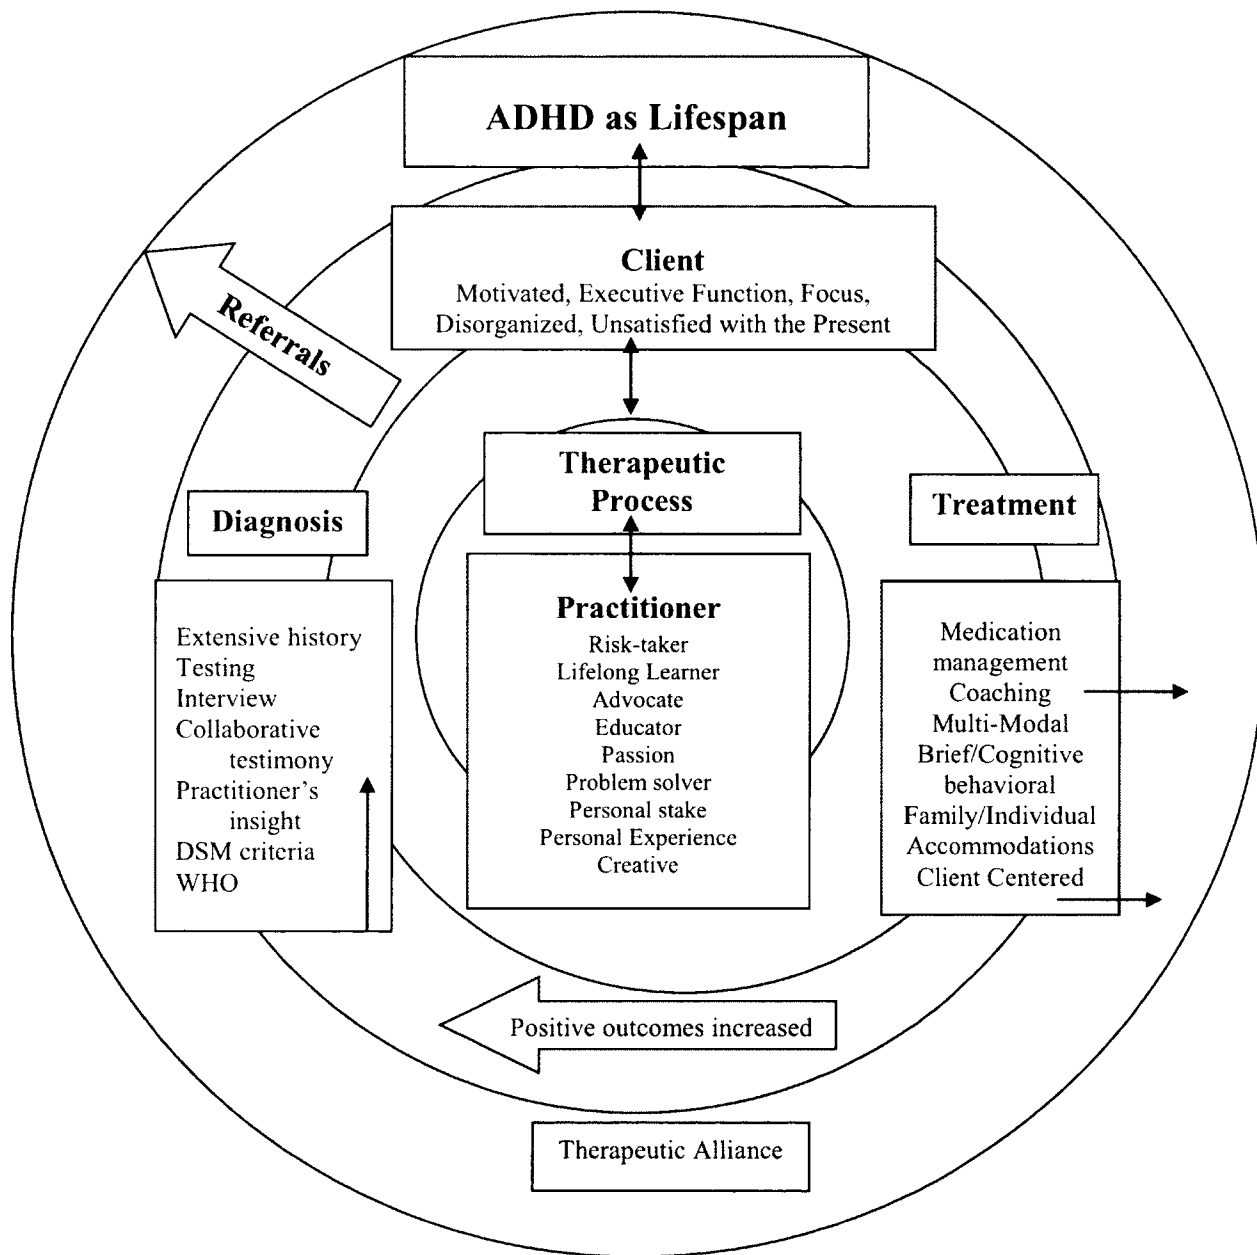 ADHD as Lifespan
Client
Motivated, Executive Function, Focus,
Disorganized, Unsatisfied with the Present
Referrals
Therapeutic
Process
Diagnosis
Treatment
Extensive history
Testing
Interview
Collaborative
testimony
Practitioner's
insight
DSM criteria
WHO
Practitioner
Risk-taker
Lifelong Learner
Advocate
Educator
Passion
Problem solver
Personal stake
Personal Experience
Creative
Medication
management
Coaching
Multi-Modal
Brief/Cognitive
behavioral
Family/Individual
Accommodations
Client Centered
Positive outcomes increased
Therapeutic Alliance